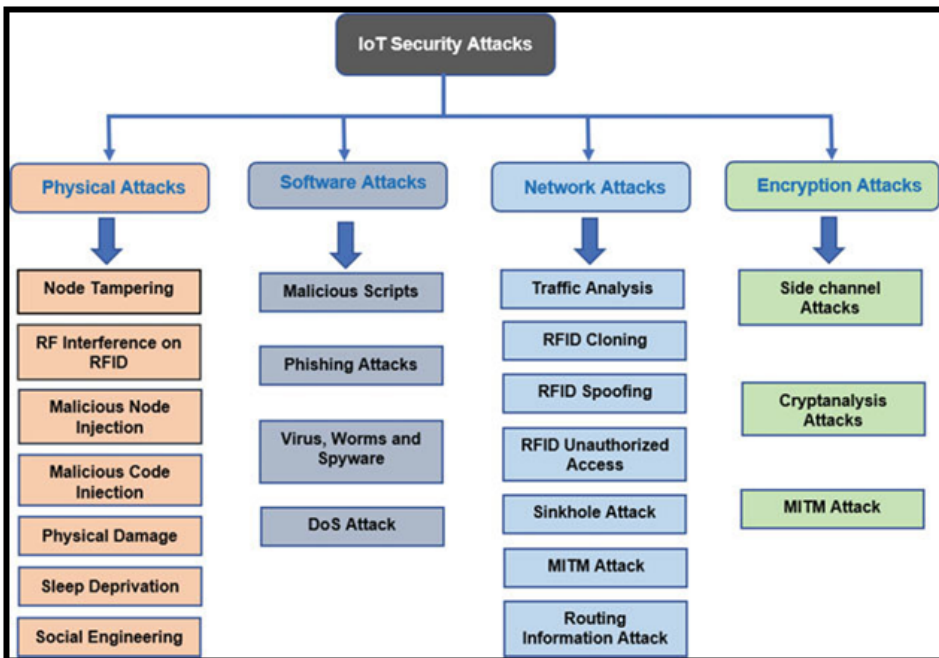 IoT Security Attacks
Physical Attacks
Software Attacks
Network Attacks
Encryption Attacks
Node Tampering
RF Interference on
RFID
Malicious Node
Injection
Malicious Code
Injection
Physical Damage
Sleep Deprivation
Social Engineering
Malicious Scripts
Phishing Attacks
Virus, Worms and
Spyware
DoS Attack
Traffic Analysis
RFID Cloning
RFID Spoofing
RFID Unauthorized
Access
Sinkhole Attack
MITM Attack
Routing
Information Attack
Side channel
Attacks
Cryptanalysis
Attacks
MITM Attack